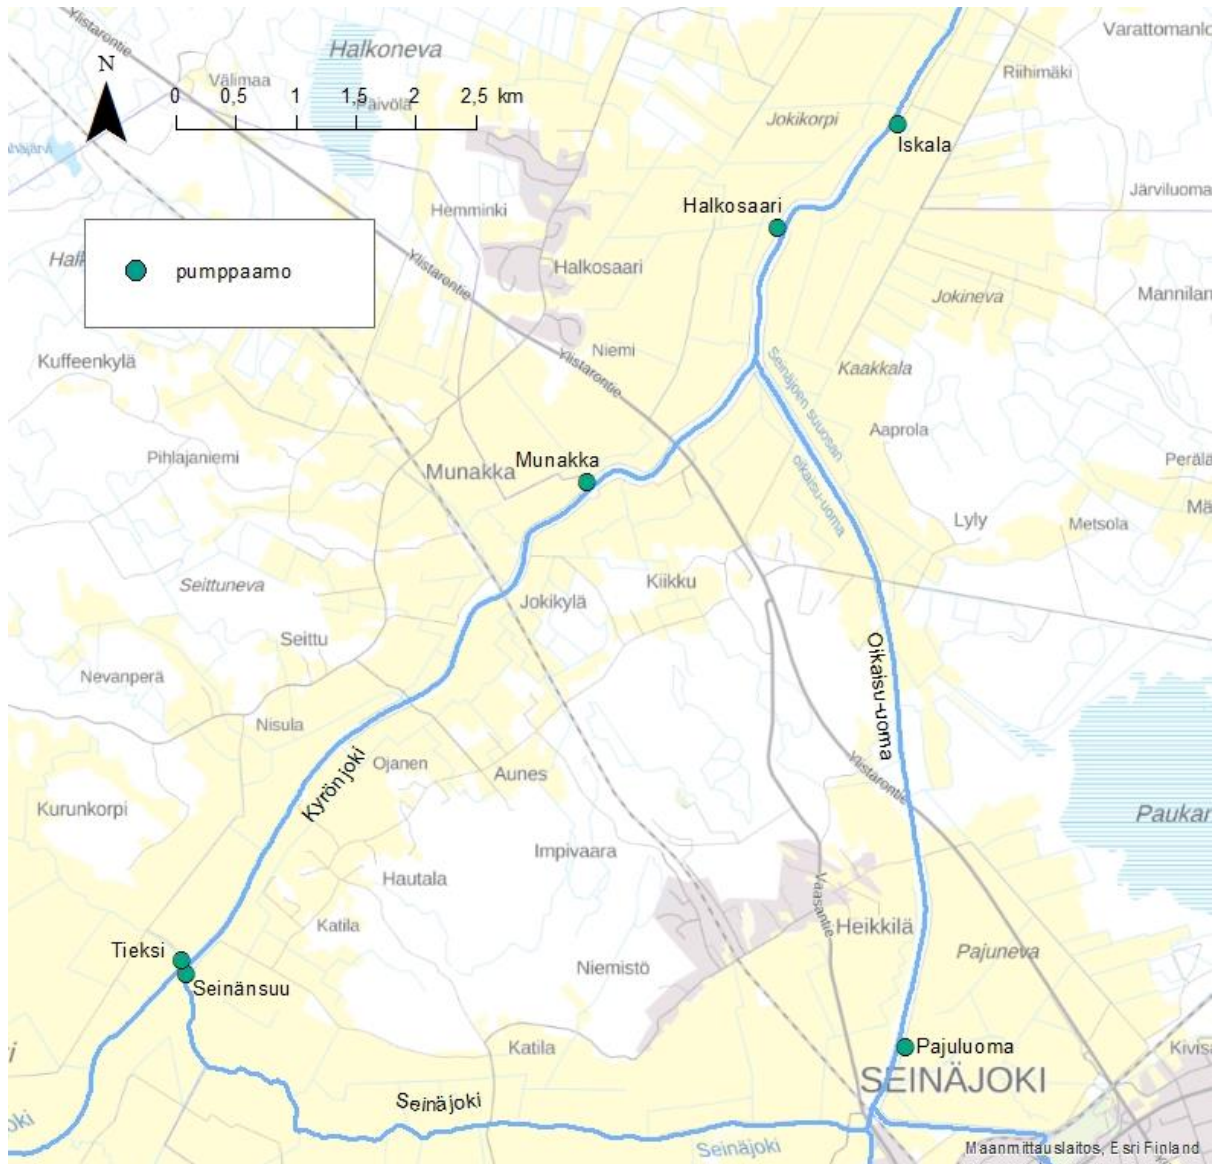 Ylistarontie
Halkoneva
Varattomanlo
Riihimäki
N
Välimaa
0 0,5 1 1,5 2 2,5 km
Päivölä
Jokikorpi
Iskala
Järviluoma
Halkosaari
Hemminki
Ylistarontie
Halkosaari
pumppaamo
Jokineva
Mannilan
Kuffeenkylä
Niemi
Ylistarontie
Seinäjoen suuosan
oikaisu-uoma
Kaakkala
Aaprola
Pihlajaniemi
Munakka
Munakka
Perälä
Lyly
Metsola
Mä
Seittuneva
Jokikylä
Kiikku
Seittu
Oikaisu-uoma
Nevanperä
Nisula
Kyrönjoki
Ojanen
Aunes
Ylistarontie
Kurunkorpi
Paukan
Impivaara
Hautala
Vaasantie
Heikkilä
Katila
Tieksi
Niemistö
Pajuneva
Seinänsuu
Katila
Pajuluoma
Kivisa
SEINÄJOKI
Seinäjoki
Seinäjoki
Maanmittauslaitos, Esri Finland